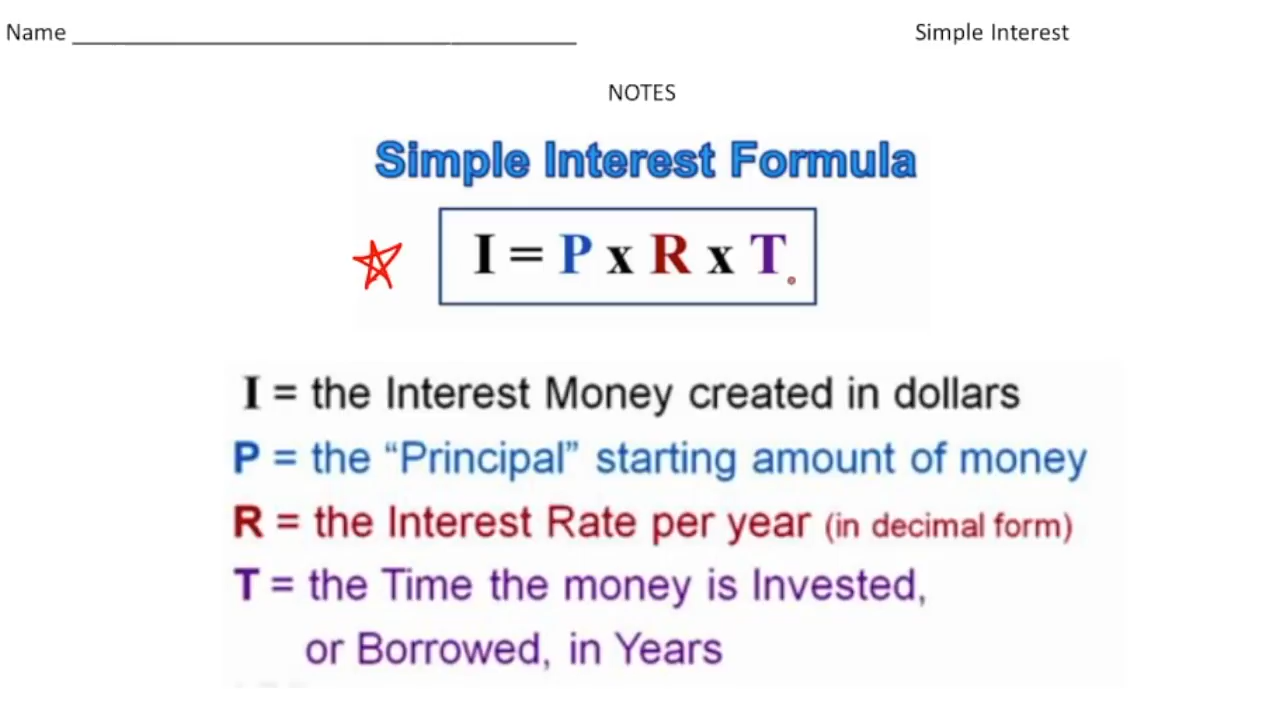 Name ______________________________________ Simple Interest
NOTES
Simple Interest Formula
I = P x R x T
I = the Interest Money created in dollars
P = the “Principal” starting amount of money
R = the Interest Rate per year (in decimal form)
T = the Time the money is Invested,
or Borrowed, in Years